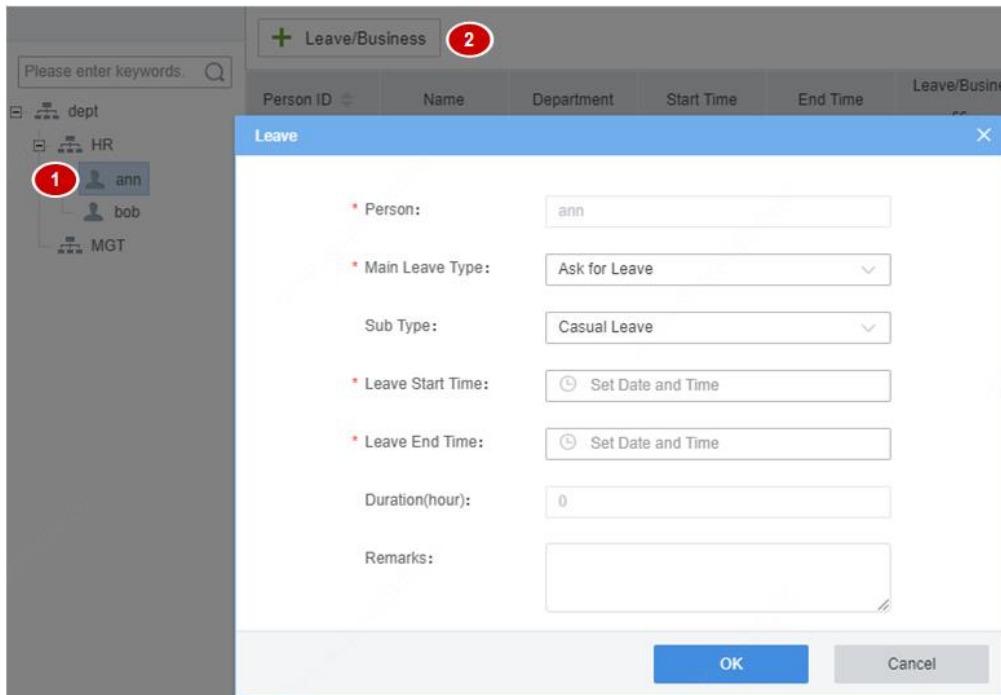 + Leave/Business 2
Please enter keywords.
Person ID Name Department Start Time End Time Leave/Busine
dept
Leave
HR
1 ann
* Person: ann
bob
MGT
* Main Leave Type: Ask for Leave
Sub Type: Casual Leave
* Leave Start Time: Set Date and Time
* Leave End Time: Set Date and Time
Duration(hour): 0
Remarks:
OK Cancel